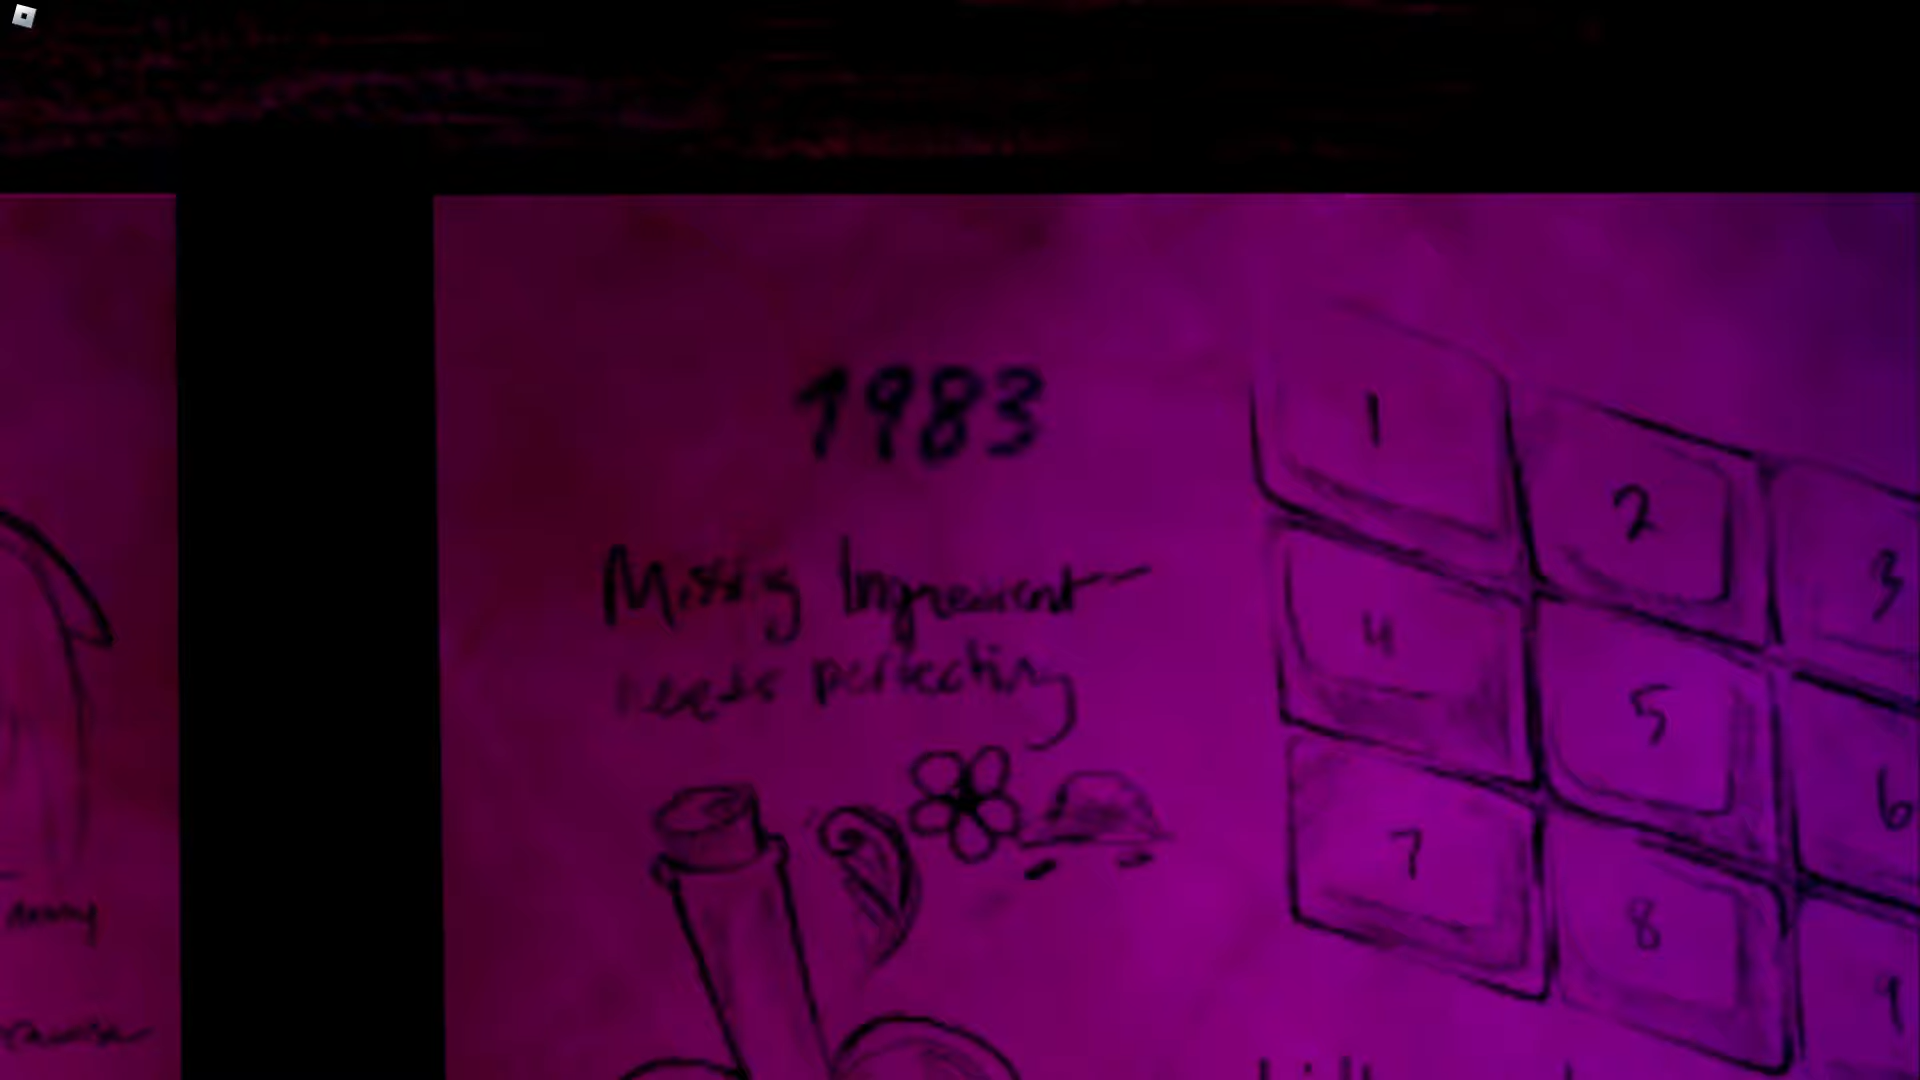 1983
Missing Ingredient—
needs perfecting
1 2 3
4 5 6
7 8 9